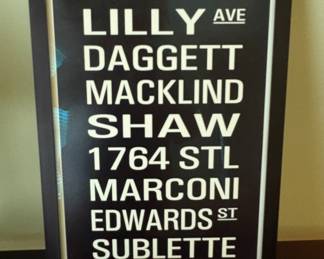 LILLY AVE
DAGGETT
MACKLIND
SHAW
1764 STL
MARCONI
EDWARDS ST
SUBLETTE